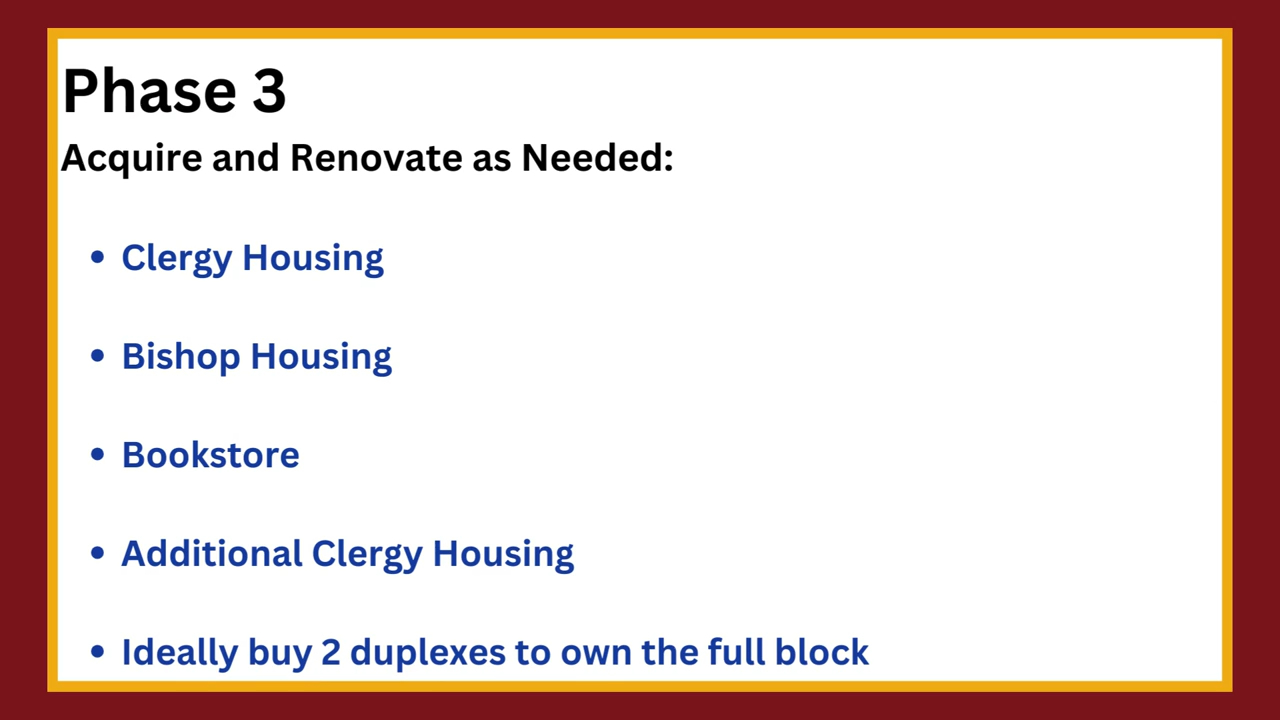 Phase 3
Acquire and Renovate as Needed:
• Clergy Housing
• Bishop Housing
• Bookstore
• Additional Clergy Housing
• Ideally buy 2 duplexes to own the full block